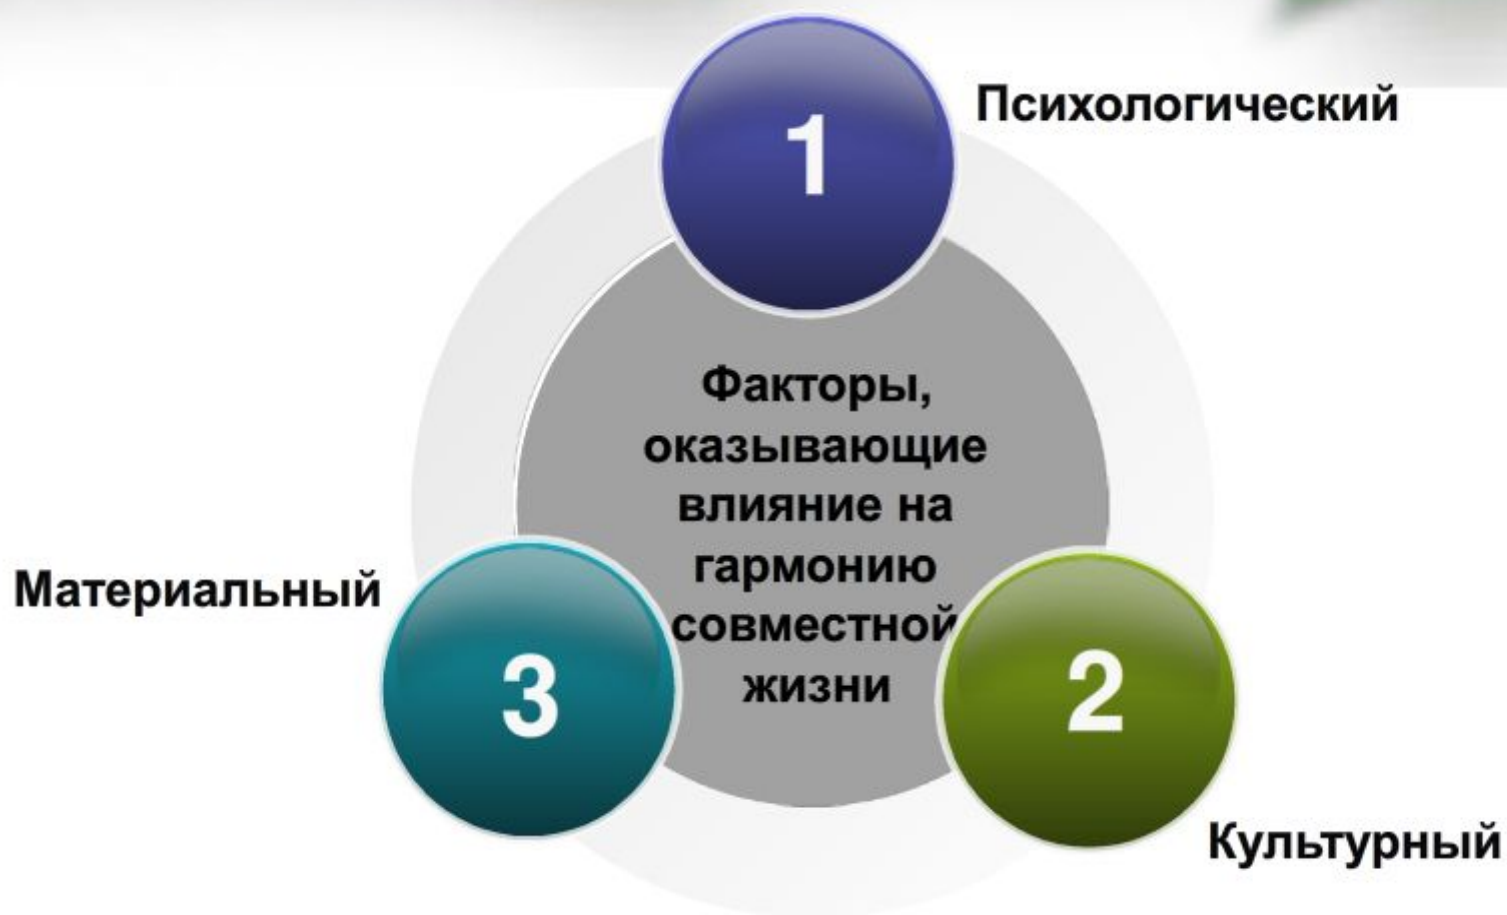 1
Психологический
Факторы,
оказывающие
влияние на
гармонию
совместной
жизни
Материальный
3
2
Культурный